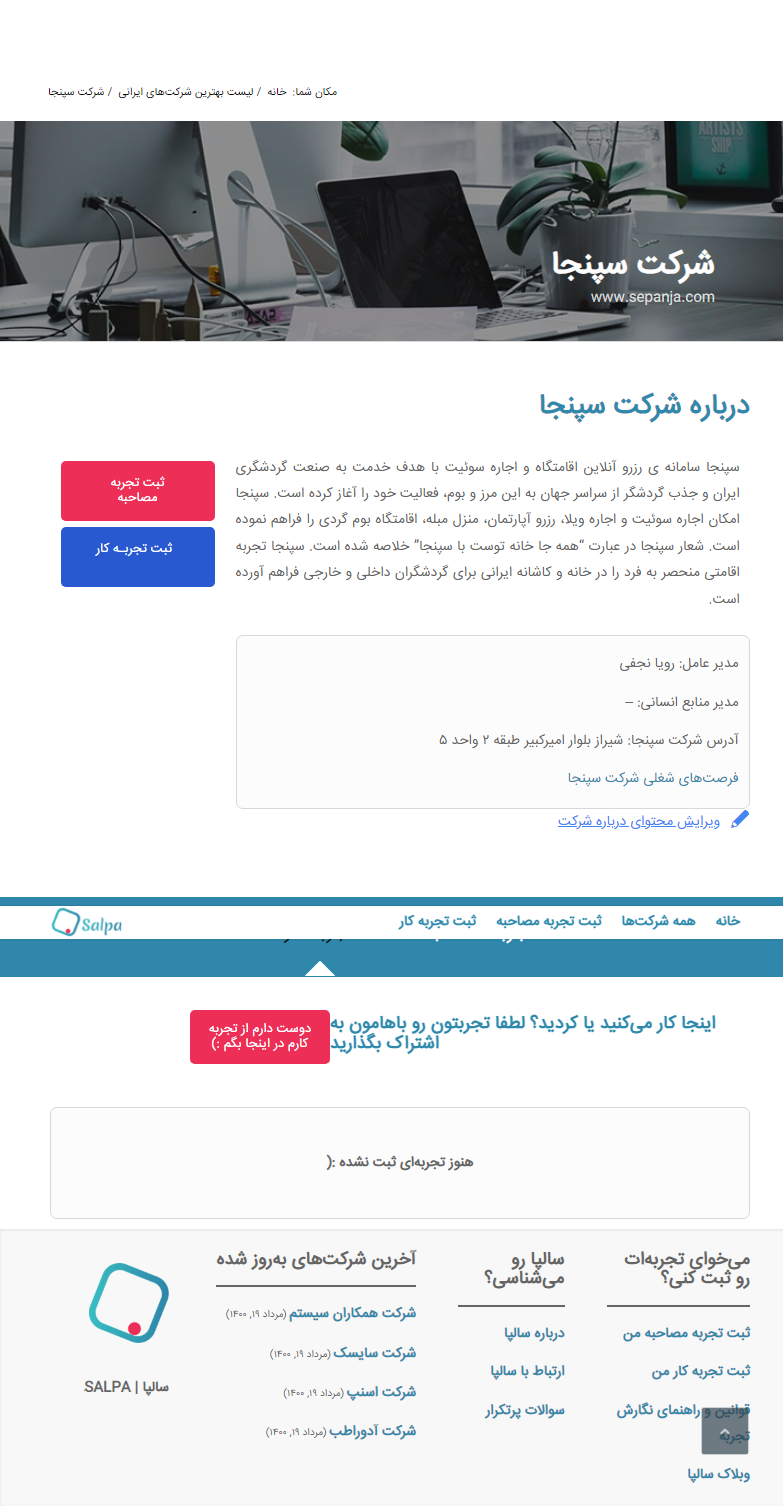 مکان شما: خانه / لیست بهترین شرکت‌های ایرانی / شرکت سپنجا
ARTISTS
SHIP
شرکت سپنجا
www.sepanja.com
درباره شرکت سپنجا
سپنجا سامانه ی رزرو آنلاین اقامتگاه و اجاره سوئیت با هدف خدمت به صنعت گردشگری
ایران و جذب گردشگر از سراسر جهان به این مرز و بوم، فعالیت خود را آغاز کرده است. سپنجا
امکان اجاره سوئیت و اجاره ویلا، رزرو آپارتمان، منزل مبله، اقامتگاه بوم گردی را فراهم نموده
است. شعار سپنجا در عبارت “همه جا خانه توست با سپنجا” خلاصه شده است. سپنجا تجربه
اقامتی منحصر به فرد را در خانه و کاشانه ایرانی برای گردشگران داخلی و خارجی فراهم آورده
است.
ثبت تجربه
مصاحبه
ثبت تجربـه کار
مدیر عامل: رویا نجفی
مدیر منابع انسانی: –
آدرس شرکت سپنجا: شیراز بلوار امیرکبیر طبقه ۲ واحد ۵
فرصت‌های شغلی شرکت سپنجا
ویرایش محتوای درباره شرکت
خانه
همه شرکت‌ها
ثبت تجربه مصاحبه
ثبت تجربه کار
Salpa
اینجا کار می‌کنید یا کردید؟ لطفا تجربتون رو باهامون به
اشتراک بگذارید
دوست دارم از تجربه
کارم در اینجا بگم :)
هنوز تجربه‌ای ثبت نشده :(
می‌خوای تجربه‌ات
رو ثبت کنی؟
ثبت تجربه مصاحبه من
ثبت تجربه کار من
قوانین و راهنمای نگارش
تجربه
وبلاک سالپا
سالپا رو
می‌شناسی؟
درباره سالپا
ارتباط با سالپا
سوالات پرتکرار
آخرین شرکت‌های به‌روز شده
شرکت همکاران سیستم (مرداد ۱۹, ۱۴۰۰)
شرکت سایسک (مرداد ۱۹, ۱۴۰۰)
شرکت اسنپ (مرداد ۱۹, ۱۴۰۰)
شرکت آدوراطب (مرداد ۱۹, ۱۴۰۰)
سالپا | SALPA